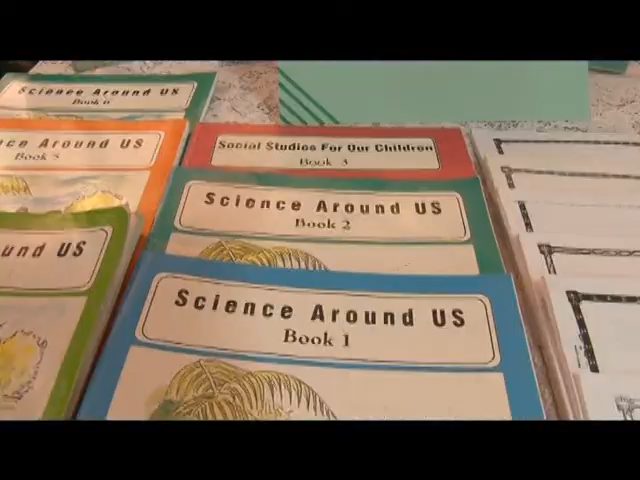 Science Around US
Book 6
ce Around US
Book 5
und US
Social Studies For Our Children
Book 3
Science Around US
Book 2
Science Around US
Book 1